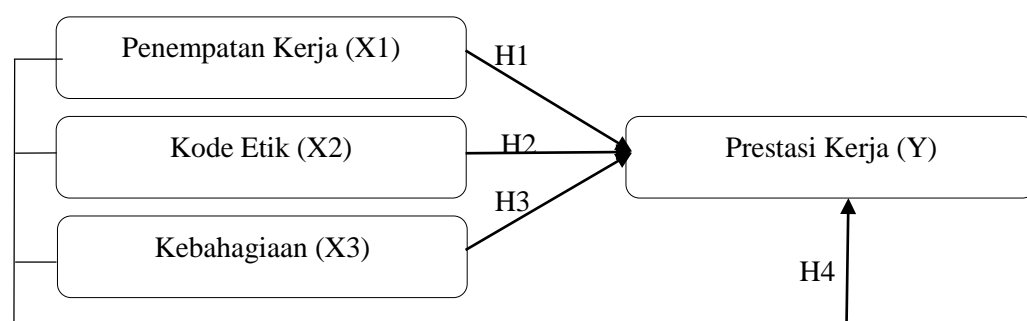 Penempatan Kerja (X1)
H1
Kode Etik (X2)
H2
Prestasi Kerja (Y)
H3
Kebahagiaan (X3)
H4